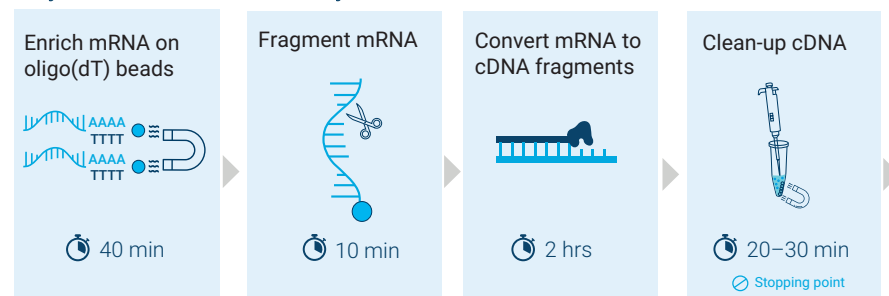 Enrich mRNA on
oligo(dT) beads
AAAA
TTTT
AAAA
TTTT
40 min
Fragment mRNA
10 min
Convert mRNA to
cDNA fragments
2 hrs
Clean-up cDNA
20–30 min
Stopping point